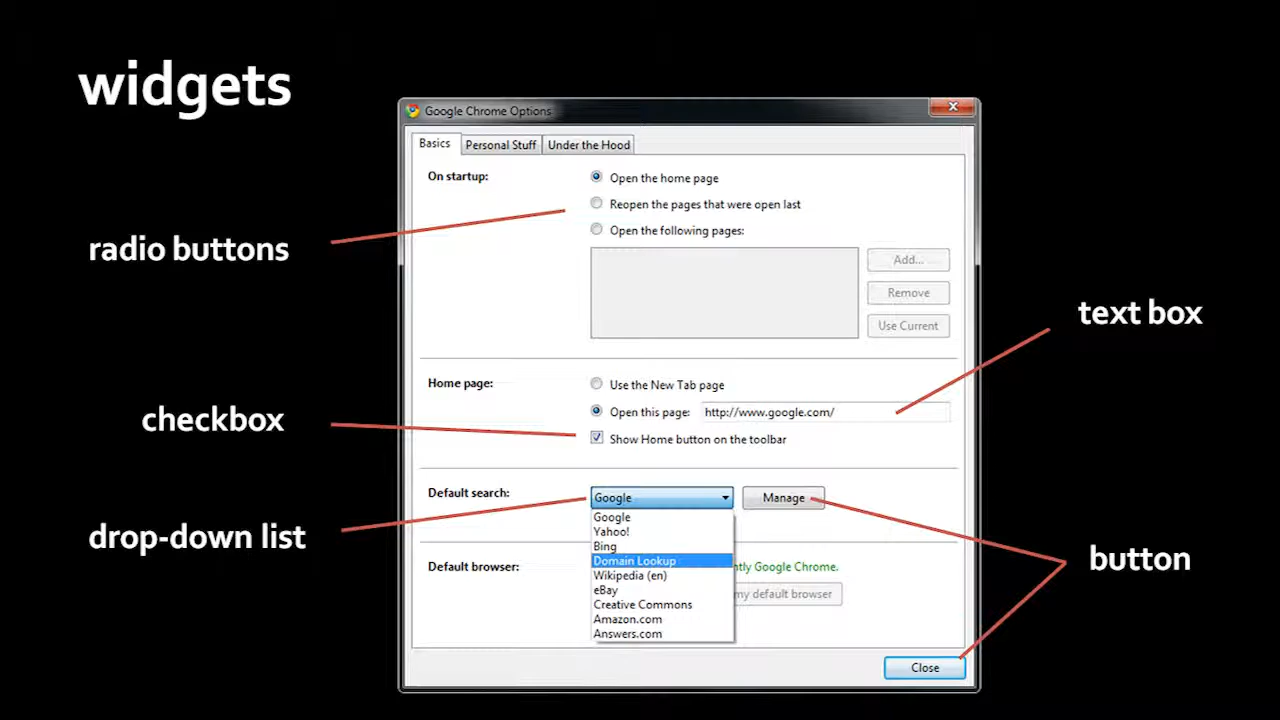 widgets
Google Chrome Options
Basics
Personal Stuff
Under the Hood
On startup:
Open the home page
Reopen the pages that were open last
Open the following pages:
Add...
Remove
Use Current
radio buttons
text box
Home page:
Use the New Tab page
Open this page: http://www.google.com/
Show Home button on the toolbar
checkbox
Default search:
Google
Manage
Google
Yahoo!
Bing
Domain Lookup
Wikipedia (en)
eBay
Creative Commons
Amazon.com
Answers.com
drop-down list
Default browser:
Google Chrome.
my default browser
button
Close